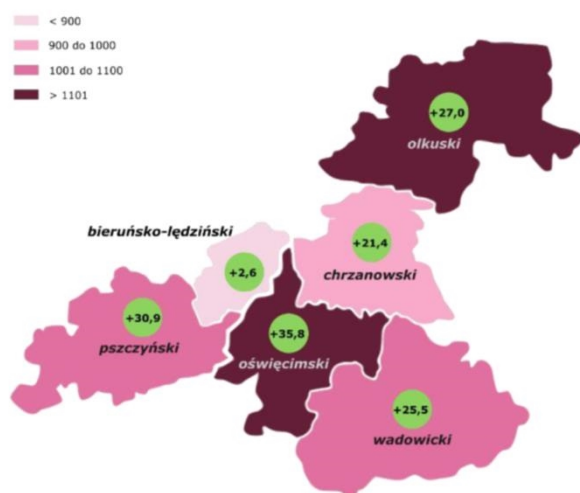 < 900
900 do 1000
1001 do 1100
> 1101
+27,0
olkuski
bieruńsko-lędziński
+21,4
+2,6
chrzanowski
+30,9
+35,8
pszczyński
oświęcimski
+25,5
wadowicki